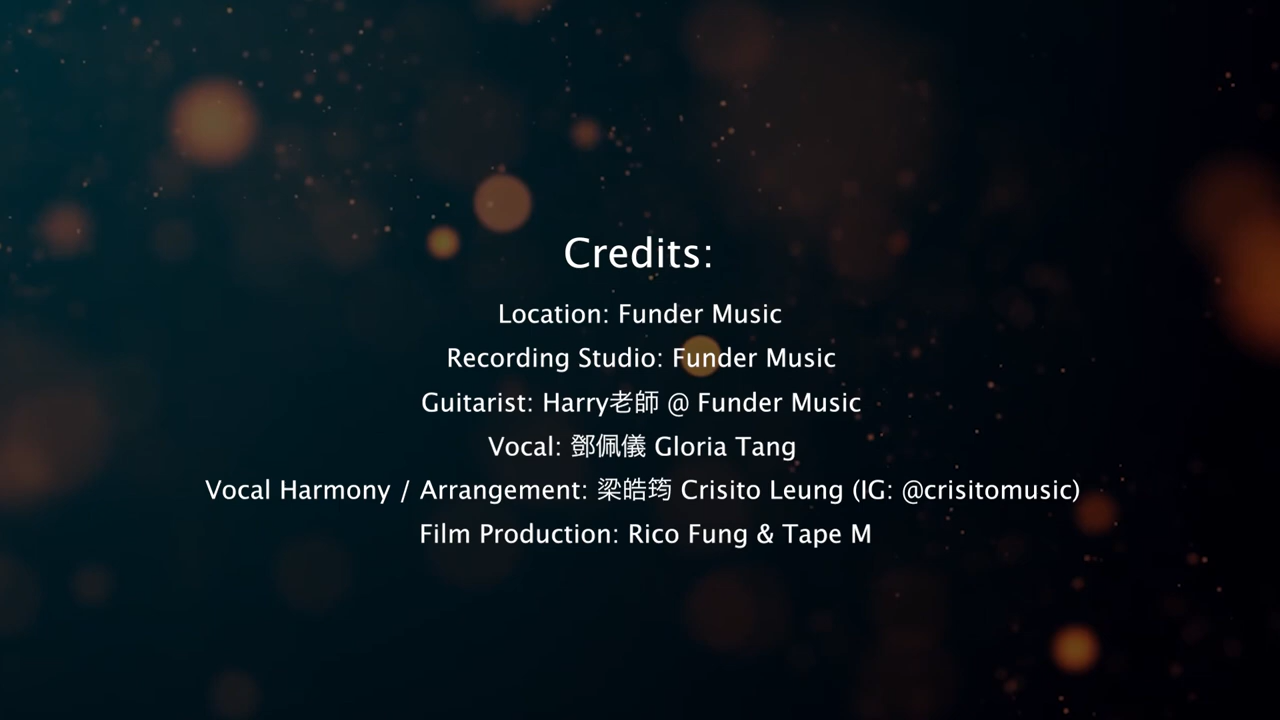 Credits:
Location: Funder Music
Recording Studio: Funder Music
Guitarist: Harry老師 @ Funder Music
Vocal: 鄧佩儀 Gloria Tang
Vocal Harmony / Arrangement: 梁皓筠 Crisito Leung (IG: @crisitomusic)
Film Production: Rico Fung & Tape M